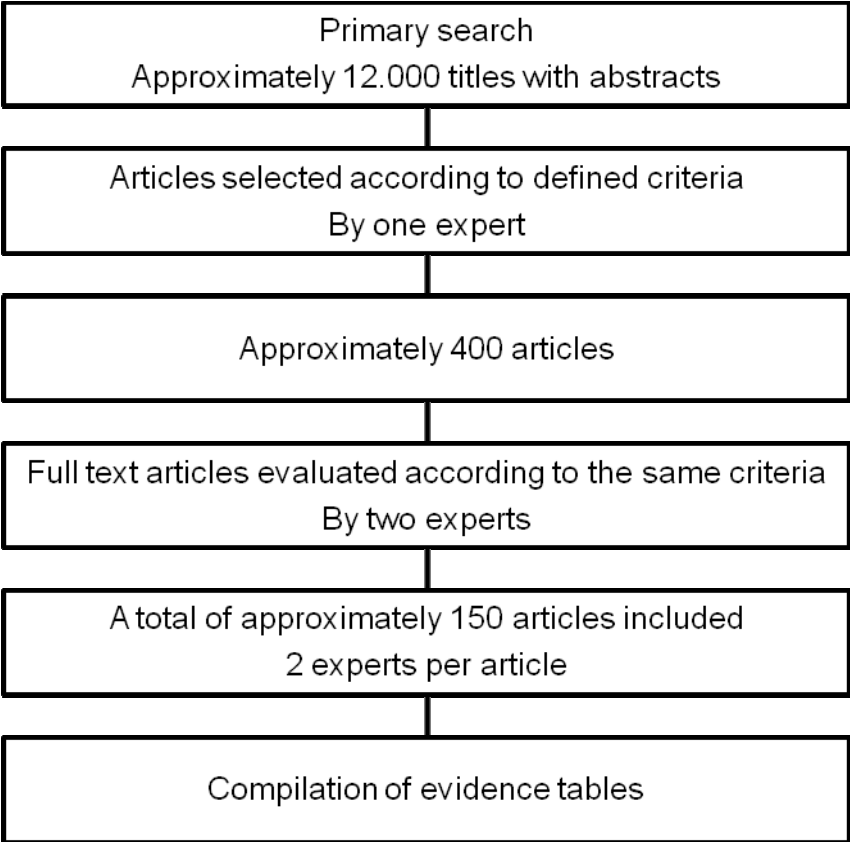 Primary search
Approximately 12.000 titles with abstracts
Articles selected according to defined criteria
By one expert
Approximately 400 articles
Full text articles evaluated according to the same criteria
By two experts
A total of approximately 150 articles included
2 experts per article
Compilation of evidence tables